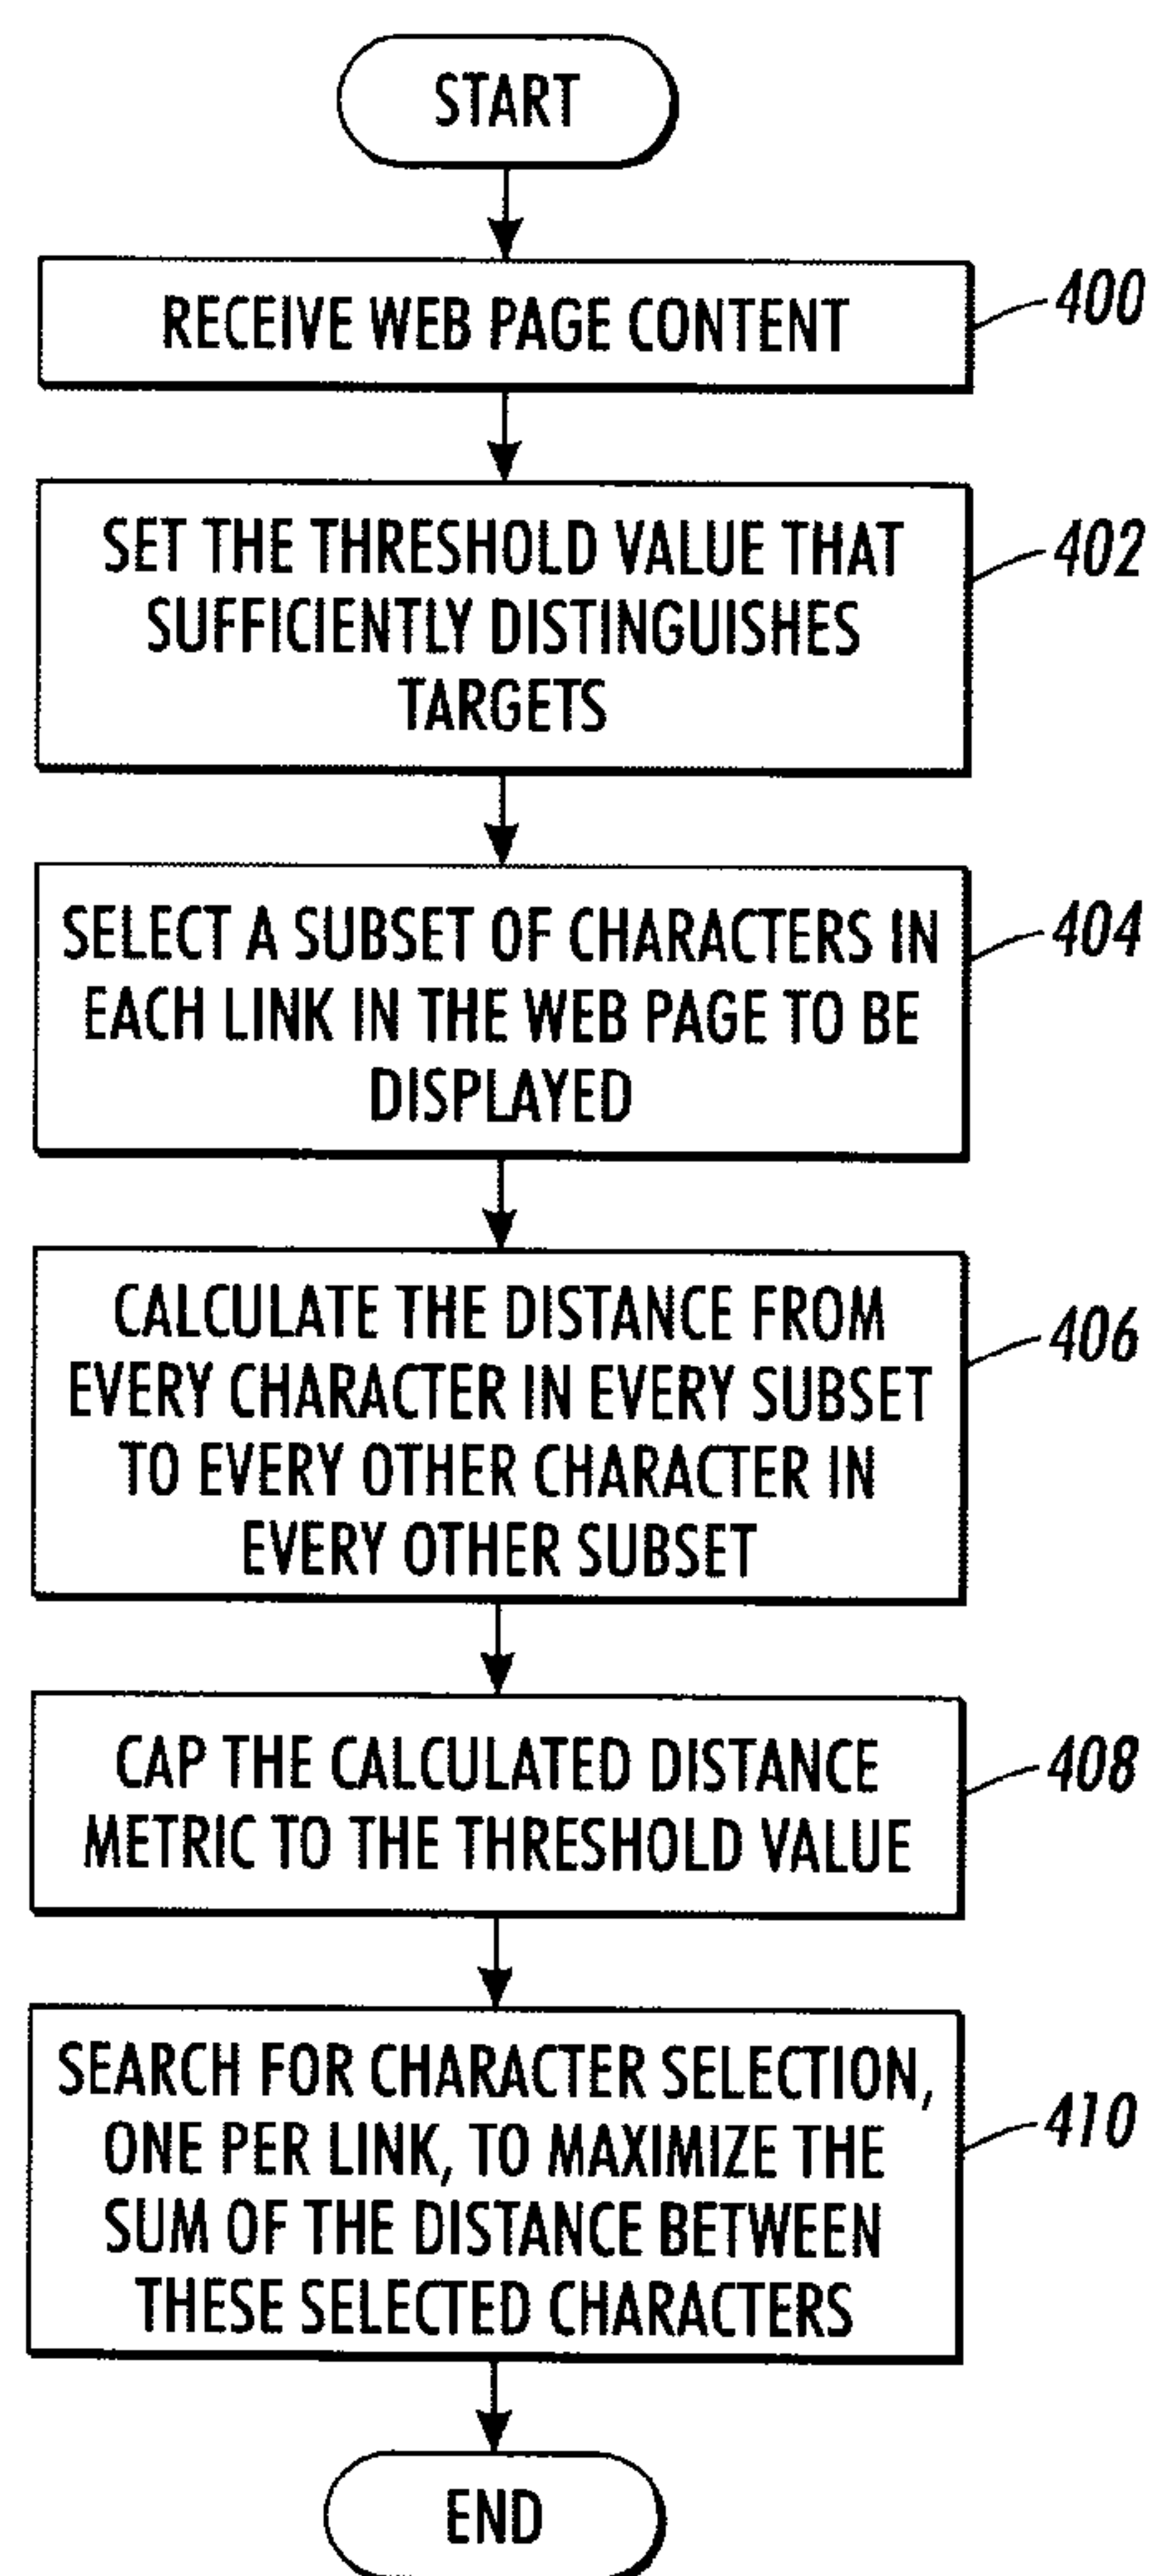 START
RECEIVE WEB PAGE CONTENT
400
SET THE THRESHOLD VALUE THAT
SUFFICIENTLY DISTINGUISHES
TARGETS
402
SELECT A SUBSET OF CHARACTERS IN
EACH LINK IN THE WEB PAGE TO BE
DISPLAYED
404
CALCULATE THE DISTANCE FROM
EVERY CHARACTER IN EVERY SUBSET
TO EVERY OTHER CHARACTER IN
EVERY OTHER SUBSET
406
CAP THE CALCULATED DISTANCE
METRIC TO THE THRESHOLD VALUE
408
SEARCH FOR CHARACTER SELECTION,
ONE PER LINK, TO MAXIMIZE THE
SUM OF THE DISTANCE BETWEEN
THESE SELECTED CHARACTERS
410
END